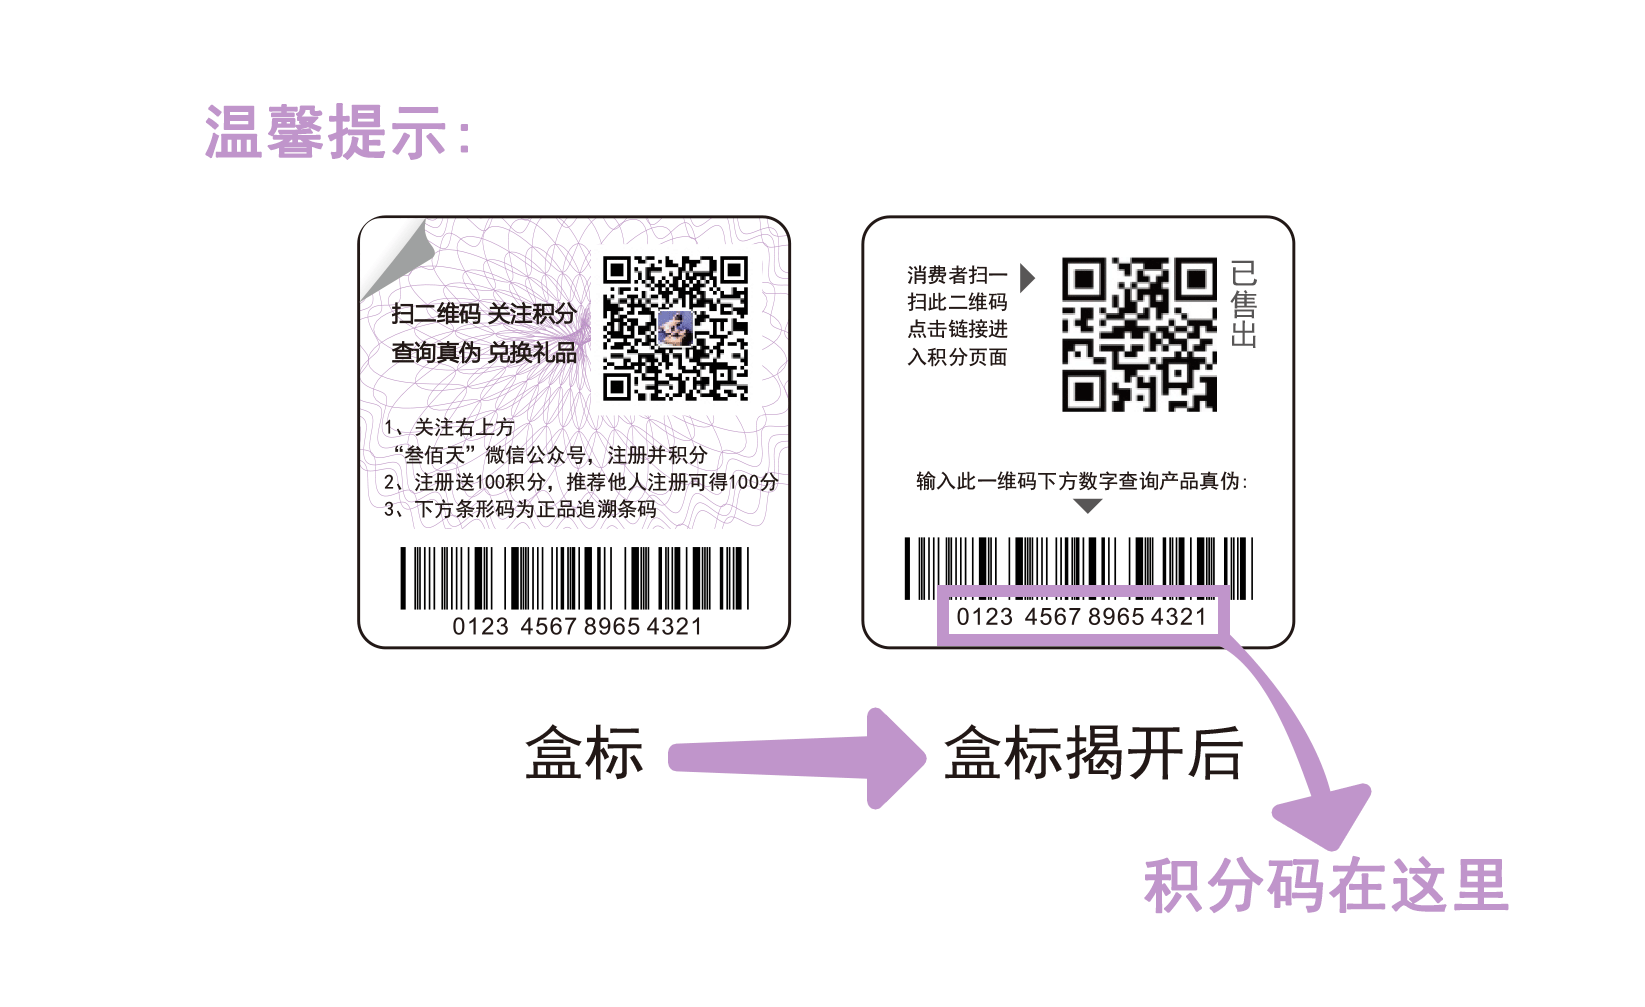 温馨提示：
扫二维码 关注积分
查询真伪 兑换礼品
1、关注右上方
“叁佰天”微信公众号，注册并积分
2、注册送100积分，推荐他人注册可得100分
3、下方条形码为正品追溯条码
0123 4567 8965 4321
消费者扫一
扫此二维码
点击链接进
入积分页面
已售出
输入此一维码下方数字查询产品真伪：
0123 4567 8965 4321
盒标
盒标揭开后
积分码在这里